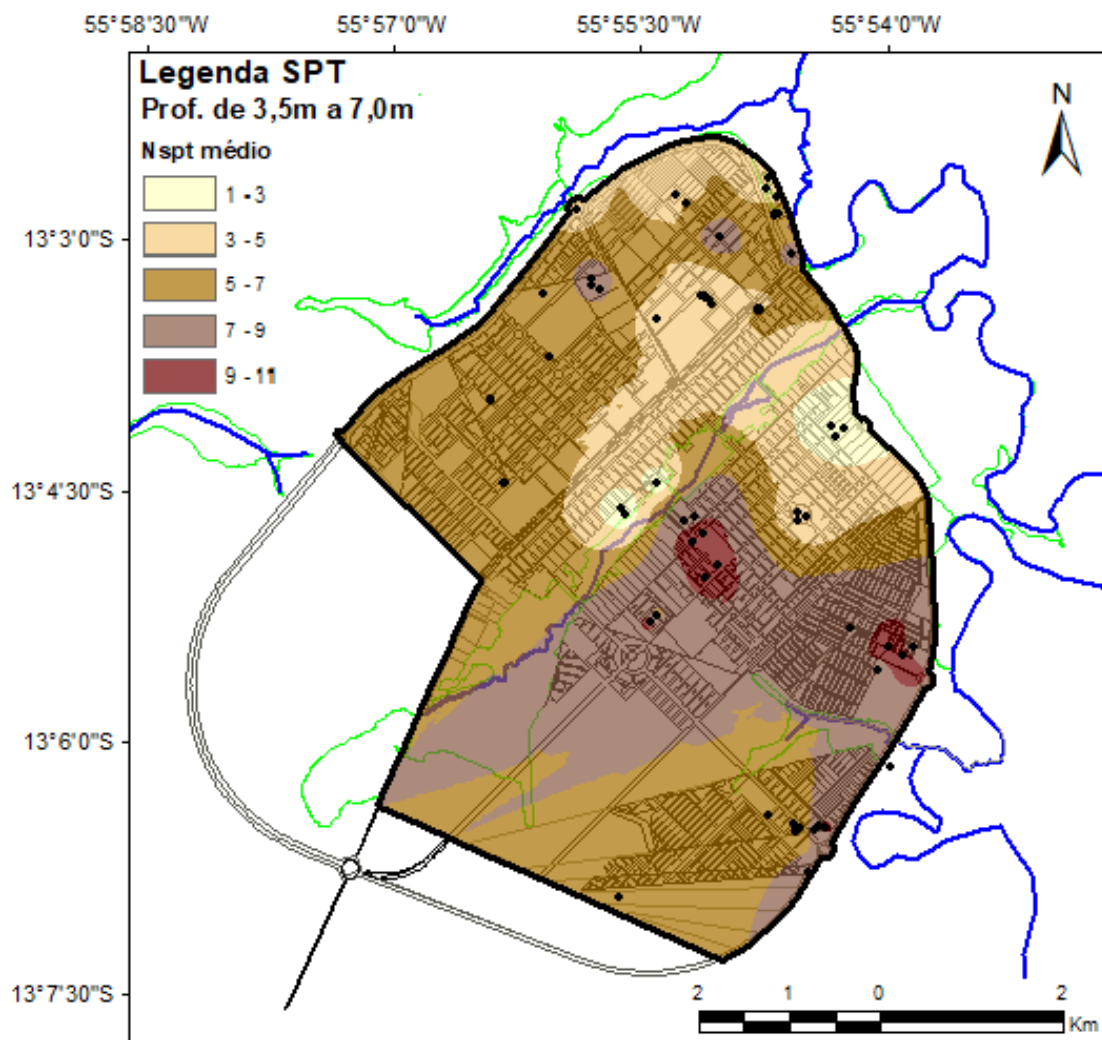 55°58'30"W 55°57'0"W 55°55'30"W 55°54'0"W
Legenda SPT
Prof. de 3,5m a 7,0m
Nspt médio
1 - 3
3 - 5
5 - 7
7 - 9
9 - 11
N
13°3'0"S
13°4'30"S
13°6'0"S
13°7'30"S
2 1 0 2
Km